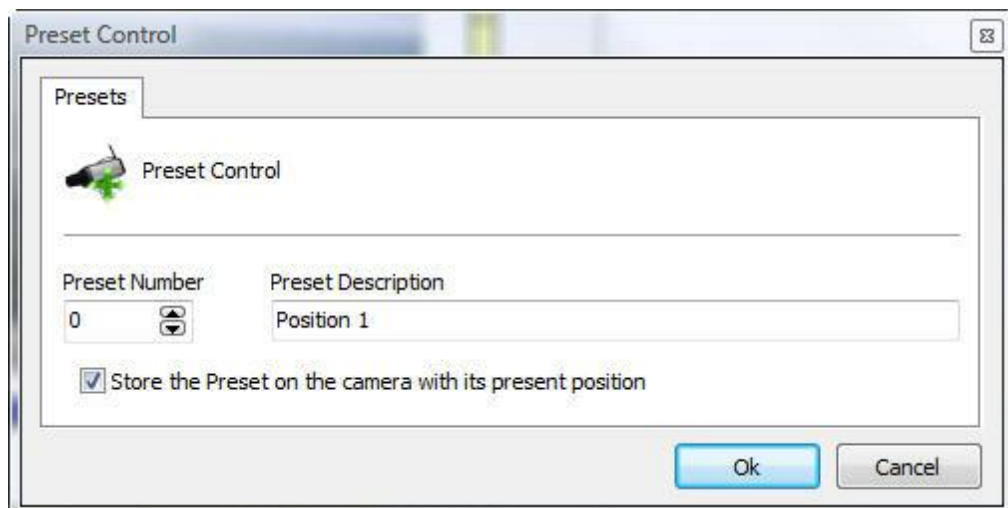 Preset Control
Presets
Preset Control
Preset Number Preset Description
0 Position 1
Store the Preset on the camera with its present position
Ok Cancel